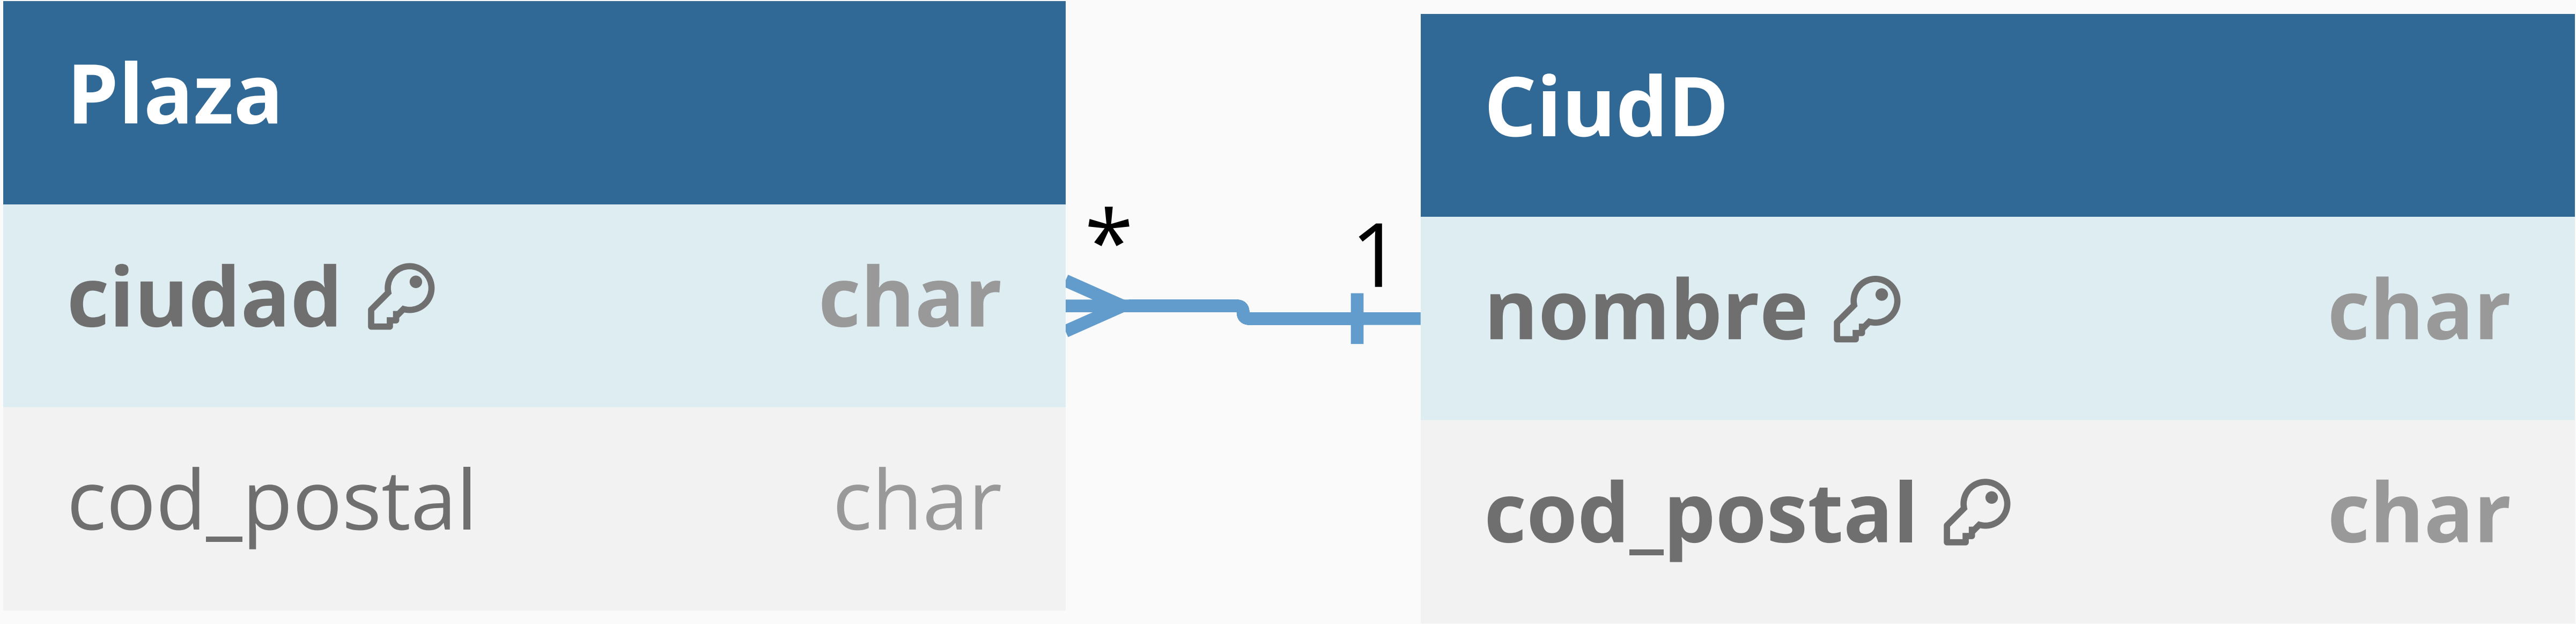 Plaza
ciudad char
cod_postal char
* 1
CiudD
nombre char
cod_postal char